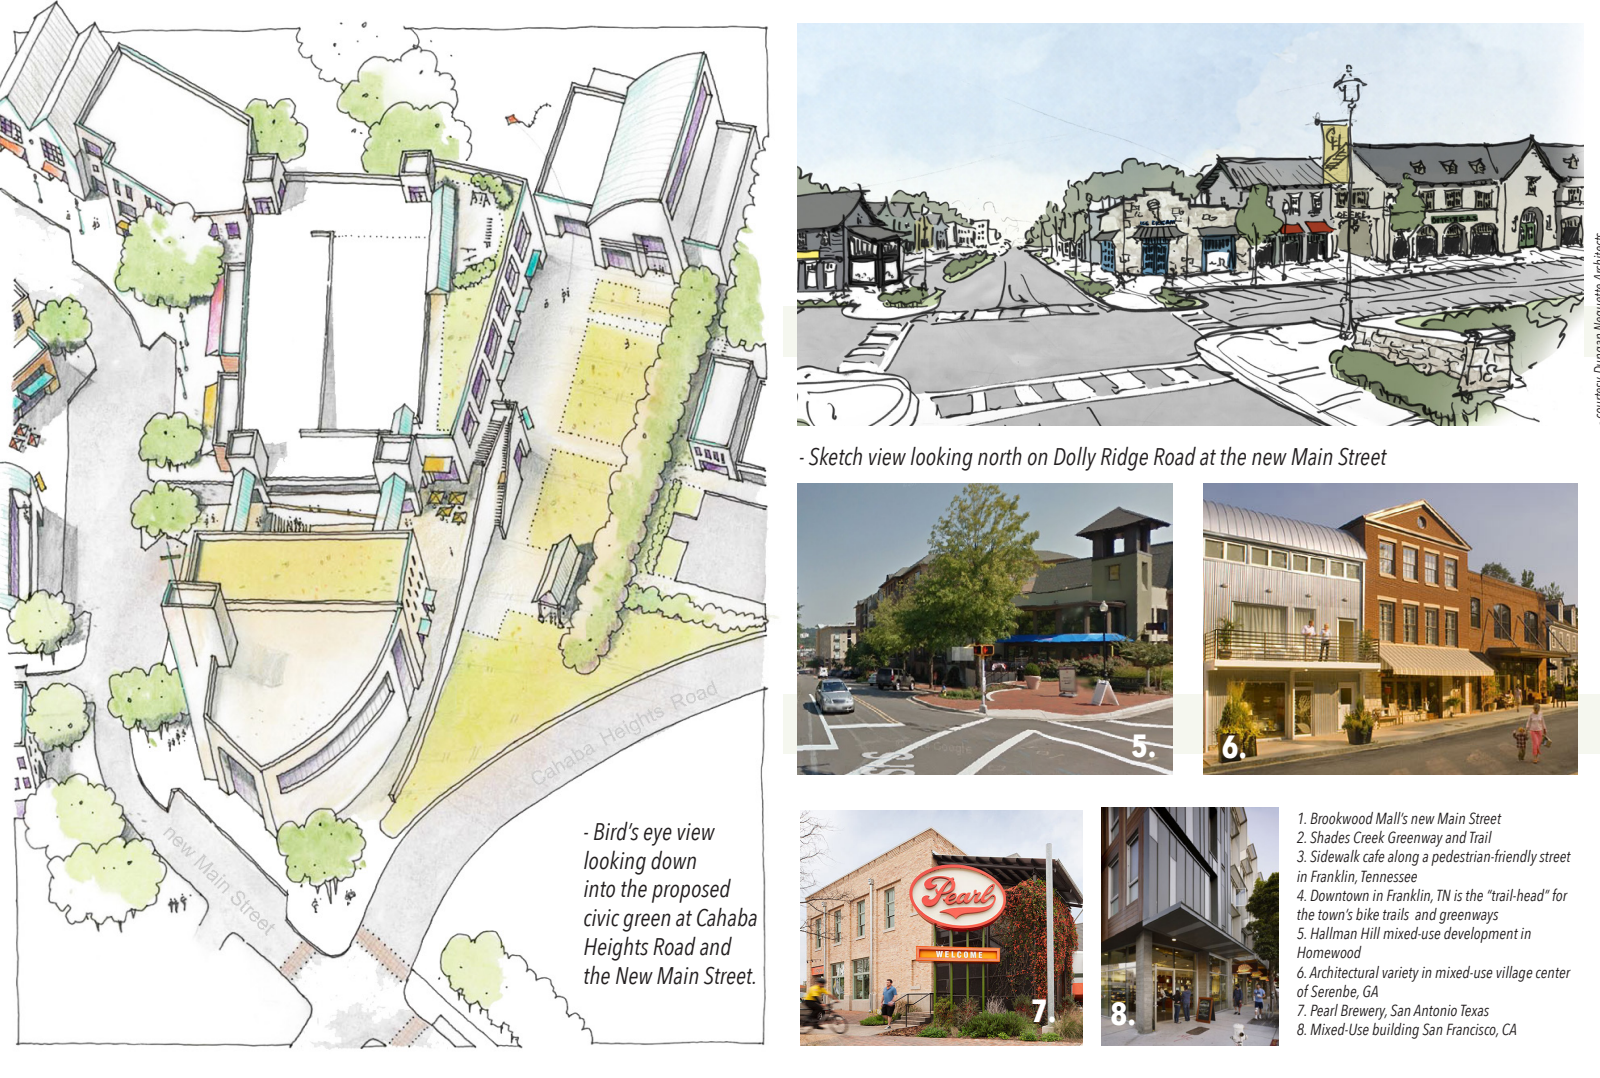 new Main Street
Cahaba Heights Road
- Bird's eye view
looking down
into the proposed
civic green at Cahaba
Heights Road and
the New Main Street.
CH
- Sketch view looking north on Dolly Ridge Road at the new Main Street
5.
6.
Pearl
WELCOME
7.
8.
1. Brookwood Mall's new Main Street
2. Shades Creek Greenway and Trail
3. Sidewalk cafe along a pedestrian-friendly street
in Franklin, Tennessee
4. Downtown in Franklin, TN is the "trail-head" for
the town's bike trails and greenways
5. Hallman Hill mixed-use development in
Homewood
6. Architectural variety in mixed-use village center
of Serenbe, GA
7. Pearl Brewery, San Antonio Texas
8. Mixed-Use building San Francisco, CA